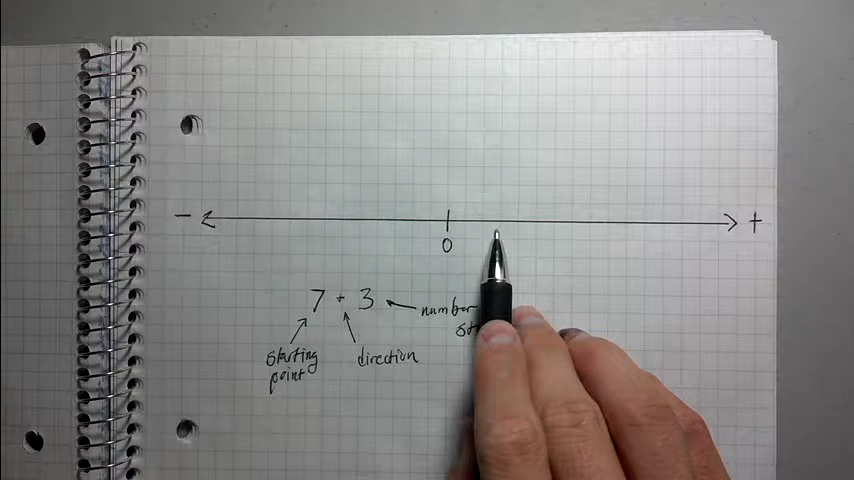 - +
0
7 + 3
number
starting
point
direction